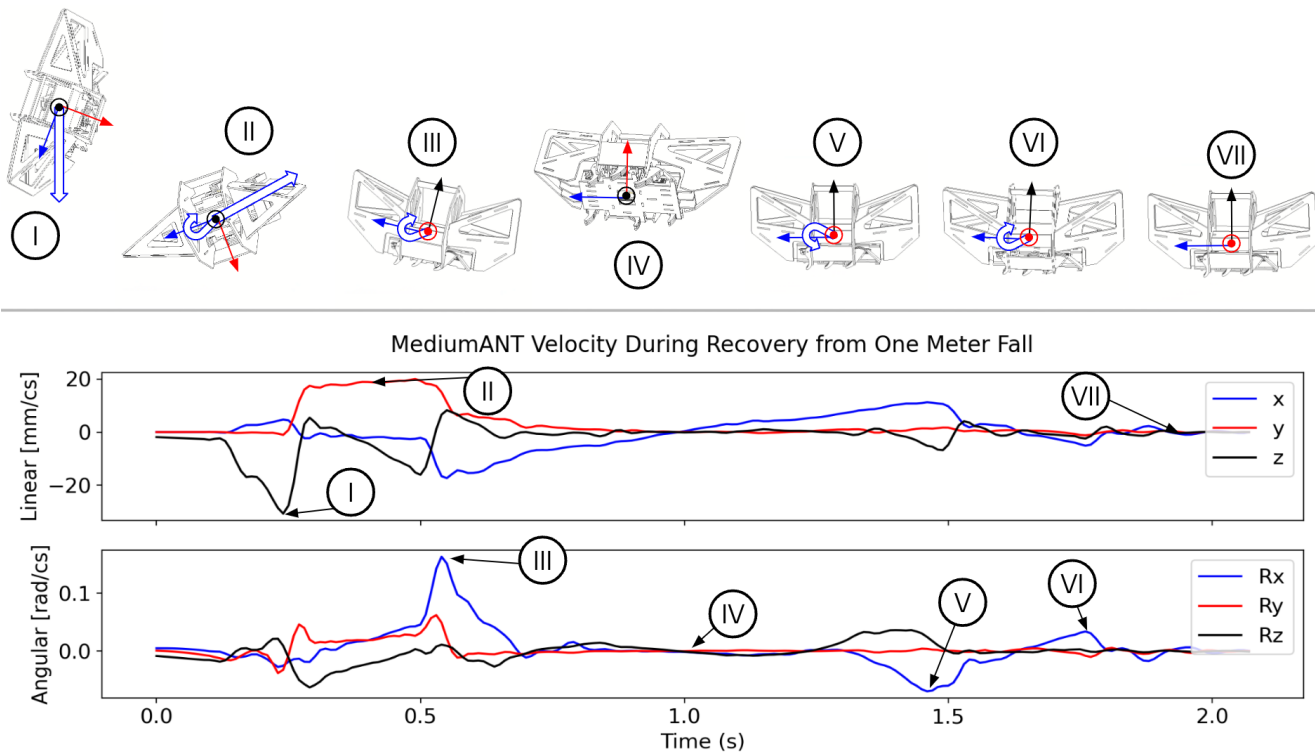 II
III
V
VI
VII
I
IV
MediumANT Velocity During Recovery from One Meter Fall
Linear [mm/cs]
20
0
−20
II
I
VII
x
y
z
Angular [rad/cs]
0.1
0.0
III
IV
V
VI
Rx
Ry
Rz
0.0
0.5
1.0
1.5
2.0
Time (s)